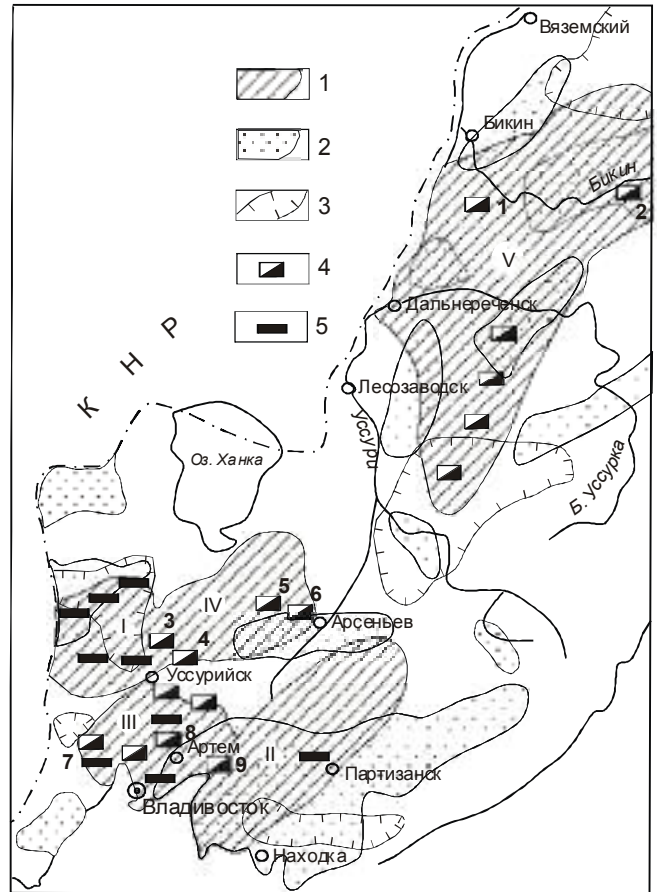 Вяземский
1
2
Бикин
Бикин
3
1
2
4
V
5
Дальнереченск
К Н Р
Лесозаводск
Уссури
Оз. Ханка
Б. Уссурка
5
6
IV
I
3
4
Арсеньев
Уссурийск
III
8
Артем
II
7
9
Партизанск
Владивосток
Находка